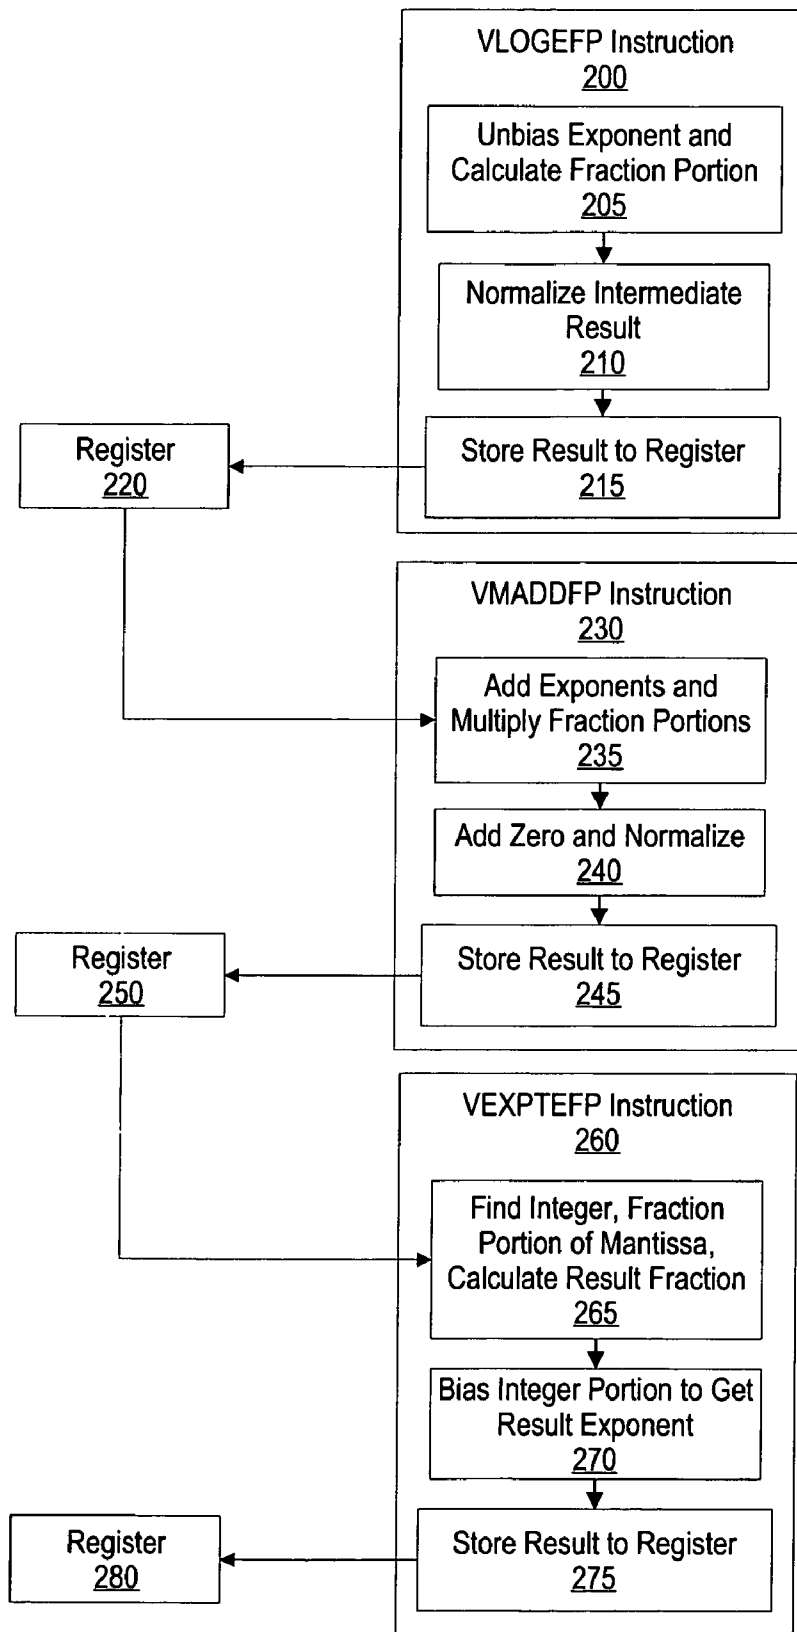 VLOGEFP Instruction
200
Unbias Exponent and
Calculate Fraction Portion
205
Normalize Intermediate
Result
210
Store Result to Register
215
Register
220
VMADDFP Instruction
230
Add Exponents and
Multiply Fraction Portions
235
Add Zero and Normalize
240
Store Result to Register
245
Register
250
VEXPTEFP Instruction
260
Find Integer, Fraction
Portion of Mantissa,
Calculate Result Fraction
265
Bias Integer Portion to Get
Result Exponent
270
Store Result to Register
275
Register
280